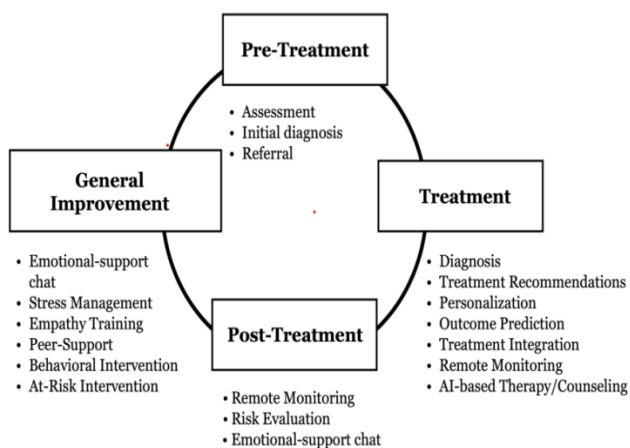 Pre-Treatment
• Assessment
• Initial diagnosis
• Referral
General
Improvement
• Emotional-support
chat
• Stress Management
• Empathy Training
• Peer-Support
• Behavioral Intervention
• At-Risk Intervention
Treatment
• Diagnosis
• Treatment Recommendations
• Personalization
• Outcome Prediction
• Treatment Integration
• Remote Monitoring
• AI-based Therapy/Counseling
Post-Treatment
• Remote Monitoring
• Risk Evaluation
• Emotional-support chat